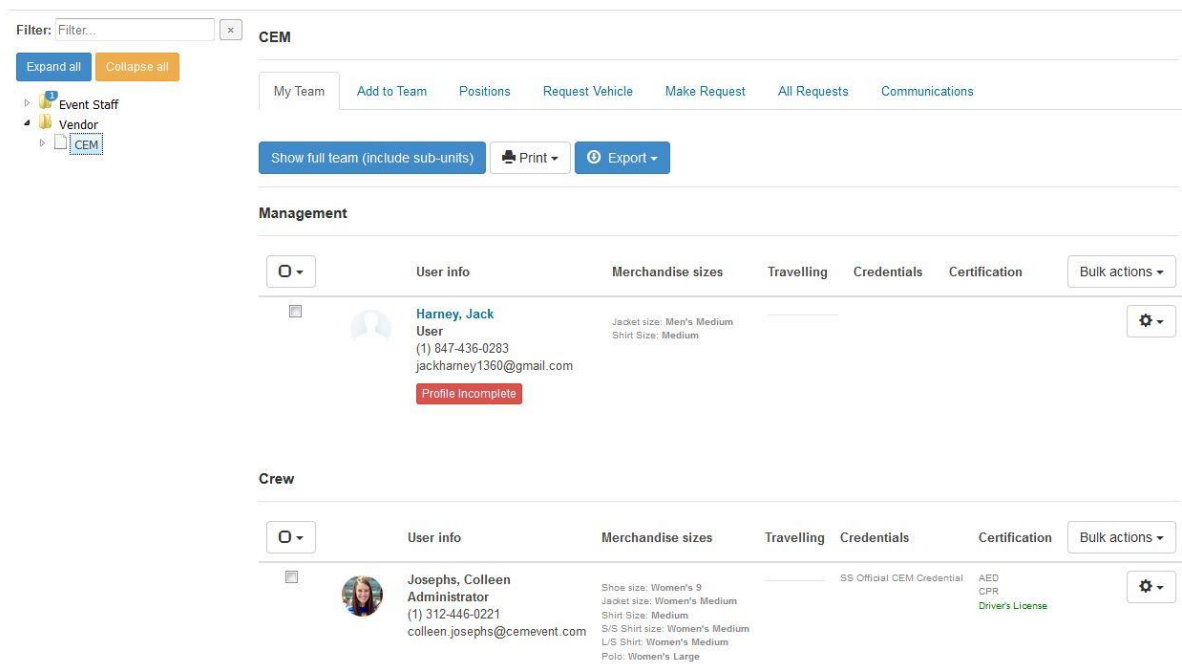 Filter: Filter... ×
Expand all Collapse all
1
Event Staff
Vendor
CEM
CEM
My Team Add to Team Positions Request Vehicle Make Request All Requests Communications
Show full team (include sub-units) Print Export
Management
User info Merchandise sizes Travelling Credentials Certification Bulk actions
Harney, Jack
User
(1) 847-436-0283
jackharney1360@gmail.com
Profile Incomplete
Jacket size: Men's Medium
Shirt Size: Medium
Crew
User info Merchandise sizes Travelling Credentials Certification Bulk actions
Josephs, Colleen
Administrator
(1) 312-446-0221
colleen.josephs@cemevent.com
Shoe size: Women's 9
Jacket size: Women's Medium
Shirt Size: Medium
S/S Shirt size: Women's Medium
L/S Shirt: Women's Medium
Polo: Women's Large
SS Official CEM Credential
AED
CPR
Driver's License